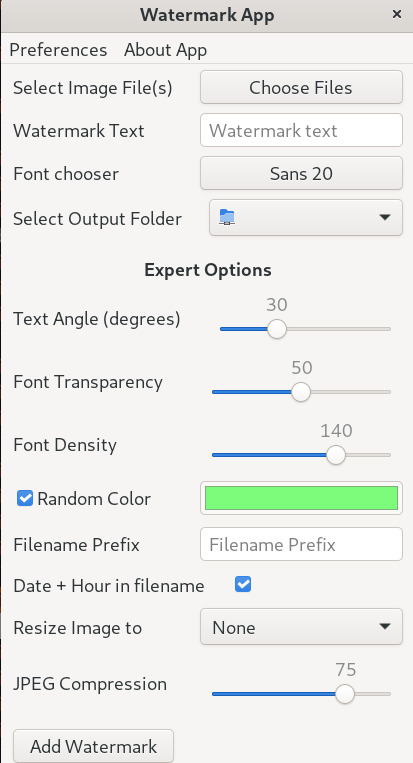 Watermark App ×
Preferences About App
Select Image File(s) Choose Files
Watermark Text Watermark text
Font chooser Sans 20
Select Output Folder
Expert Options
30
Text Angle (degrees)
50
Font Transparency
140
Font Density
Random Color
Filename Prefix Filename Prefix
Date + Hour in filename
Resize Image to None
75
JPEG Compression
Add Watermark